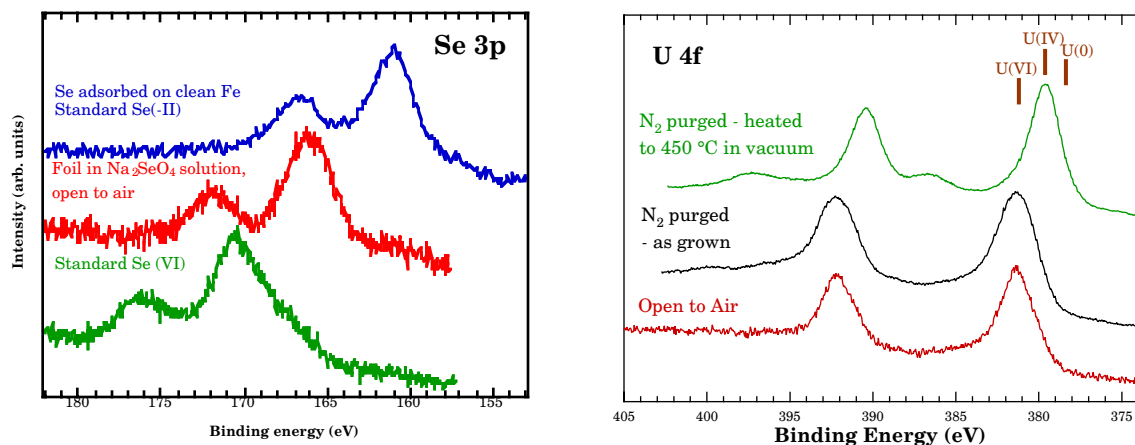 Se 3p
Se adsorbed on clean Fe
Standard Se(-II)
Foil in Na2SeO4 solution,
open to air
Standard Se (VI)
Intensity (arb. units)
180 175 170 165 160 155
Binding energy (eV)
U 4f
U(IV)
U(0)
U(VI)
N2 purged - heated
to 450 °C in vacuum
N2 purged
- as grown
Open to Air
405 400 395 390 385 380 375
Binding Energy (eV)